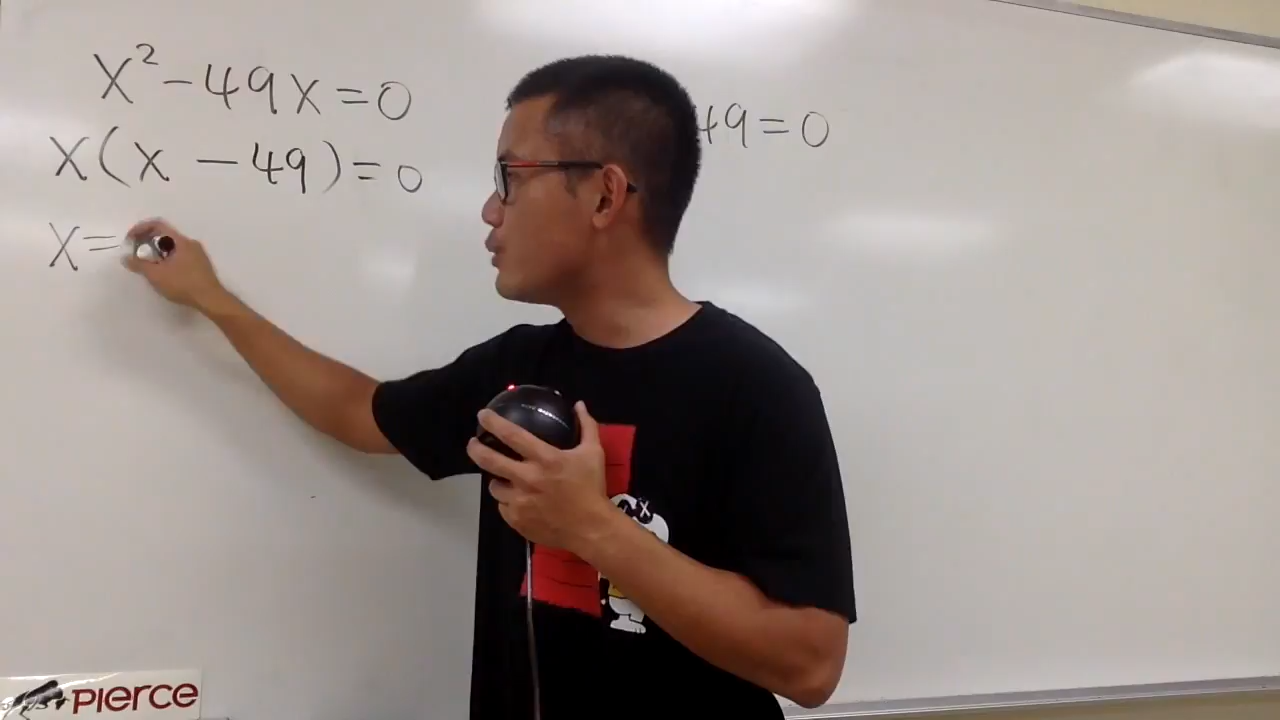 x² - 49x = 0
x(x - 49) = 0
x =
49 = 0
PIERCE